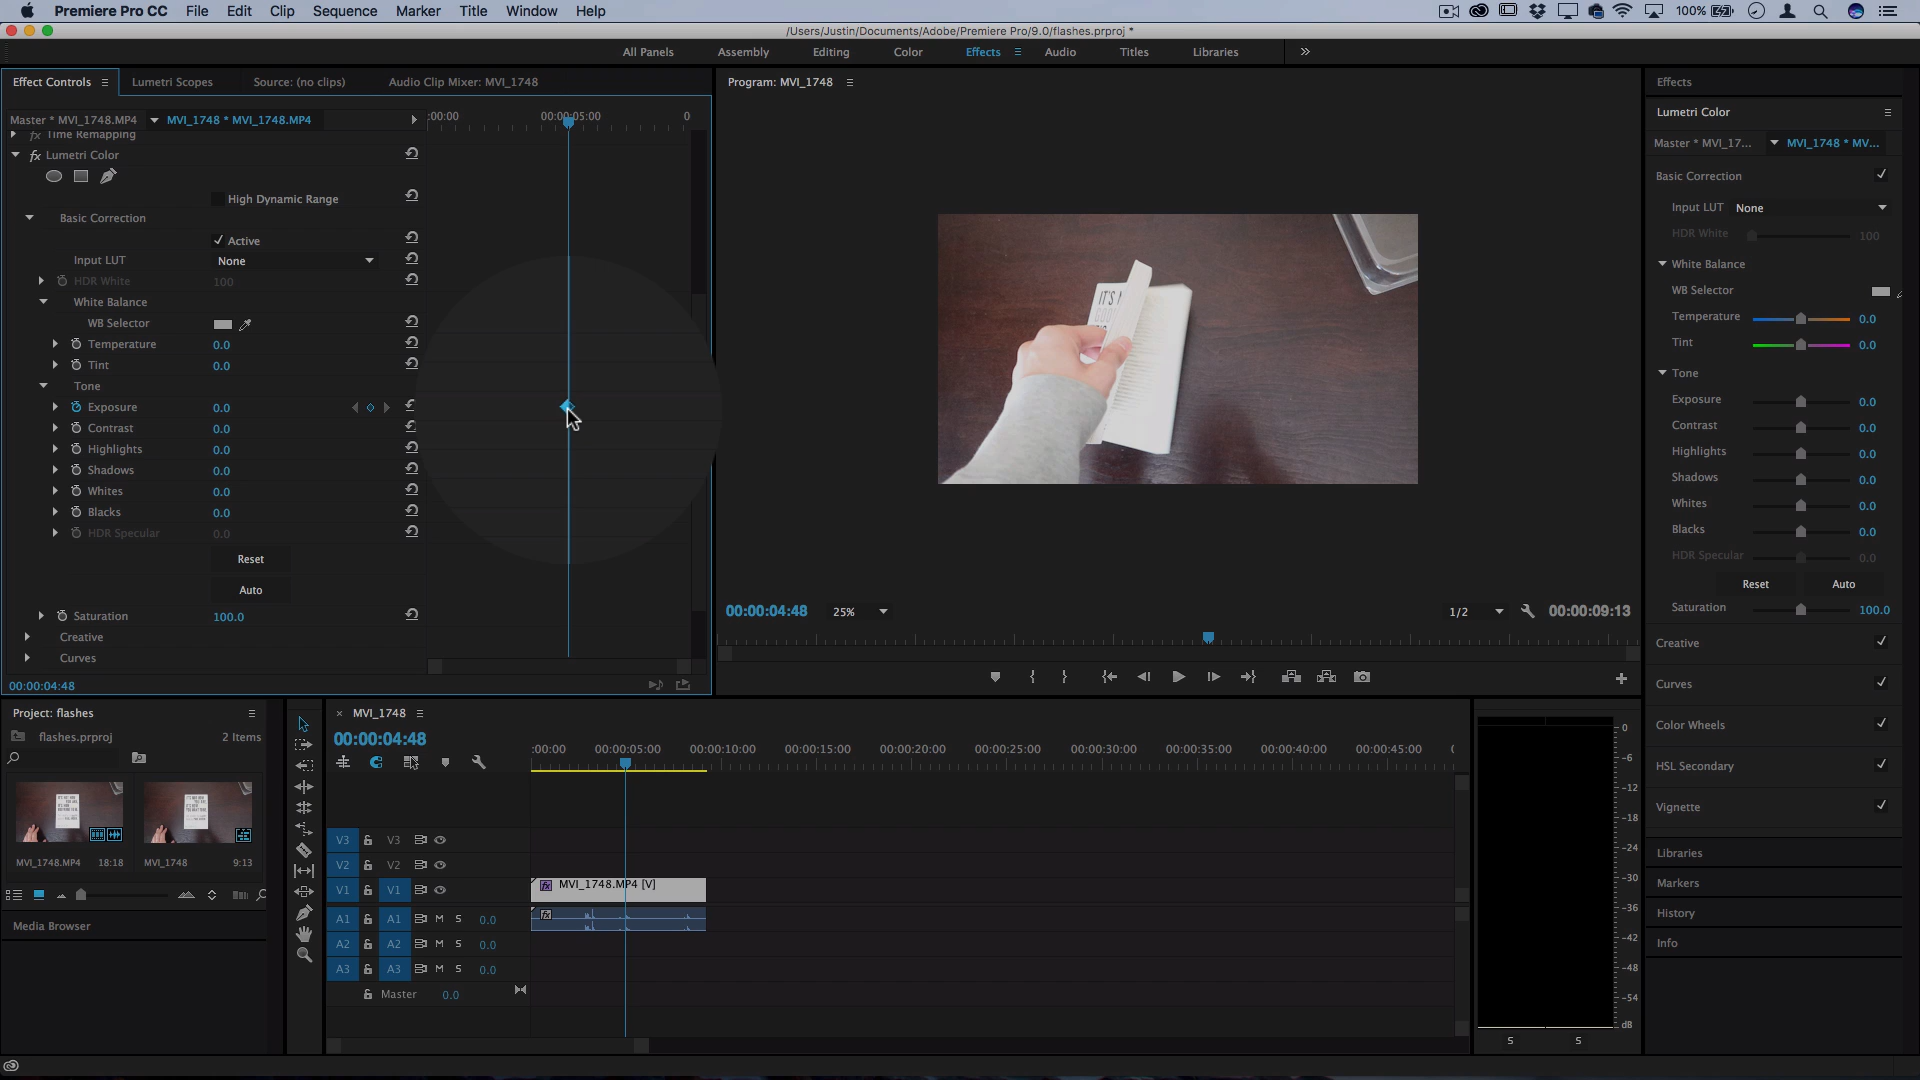 Premiere Pro CC File Edit Clip Sequence Marker Title Window Help 100%
/Users/Justin/Documents/Adobe/Premiere Pro/9.0/flashes.prproj *
All Panels Assembly Editing Color Effects Audio Titles Libraries
Effect Controls Lumetri Scopes Source: (no clips) Audio Clip Mixer: MVI_1748
Master * MVI_1748.MP4 MVI_1748 * MVI_1748.MP4
:00:00 00:00:05:00 0
Time Remapping
fx Lumetri Color
High Dynamic Range
Basic Correction
Active
Input LUT None
HDR White 100
White Balance
WB Selector
Temperature 0.0
Tint 0.0
Tone
Exposure 0.0
Contrast 0.0
Highlights 0.0
Shadows 0.0
Whites 0.0
Blacks 0.0
HDR Specular 0.0
Reset
Auto
Saturation 100.0
Creative
Curves
00:00:04:48
Program: MVI_1748
IT'S
00:00:04:48 25% 1/2 00:00:09:13
Effects
Lumetri Color
Master * MVI_17... MVI_1748 * MV...
Basic Correction
Input LUT None
HDR White 100
White Balance
WB Selector
Temperature 0.0
Tint 0.0
Tone
Exposure 0.0
Contrast 0.0
Highlights 0.0
Shadows 0.0
Whites 0.0
Blacks 0.0
HDR Specular 0.0
Reset Auto
Saturation 100.0
Creative
Curves
Color Wheels
HSL Secondary
Vignette
Libraries
Markers
History
Info
Project: flashes
flashes.prproj 2 Items
MVI_1748.MP4 18:18 MVI_1748 9:13
Media Browser
MVI_1748
00:00:04:48
:00:00 00:00:05:00 00:00:10:00 00:00:15:00 00:00:20:00 00:00:25:00 00:00:30:00 00:00:35:00 00:00:40:00 00:00:45:00
V3 V3
V2 V2
V1 V1 fx MVI_1748.MP4 [V]
A1 A1 M S 0.0 fx
A2 A2 M S 0.0
A3 A3 M S 0.0
Master 0.0
0
-6
-12
-18
-24
-30
-36
-42
-48
-54
dB
S S